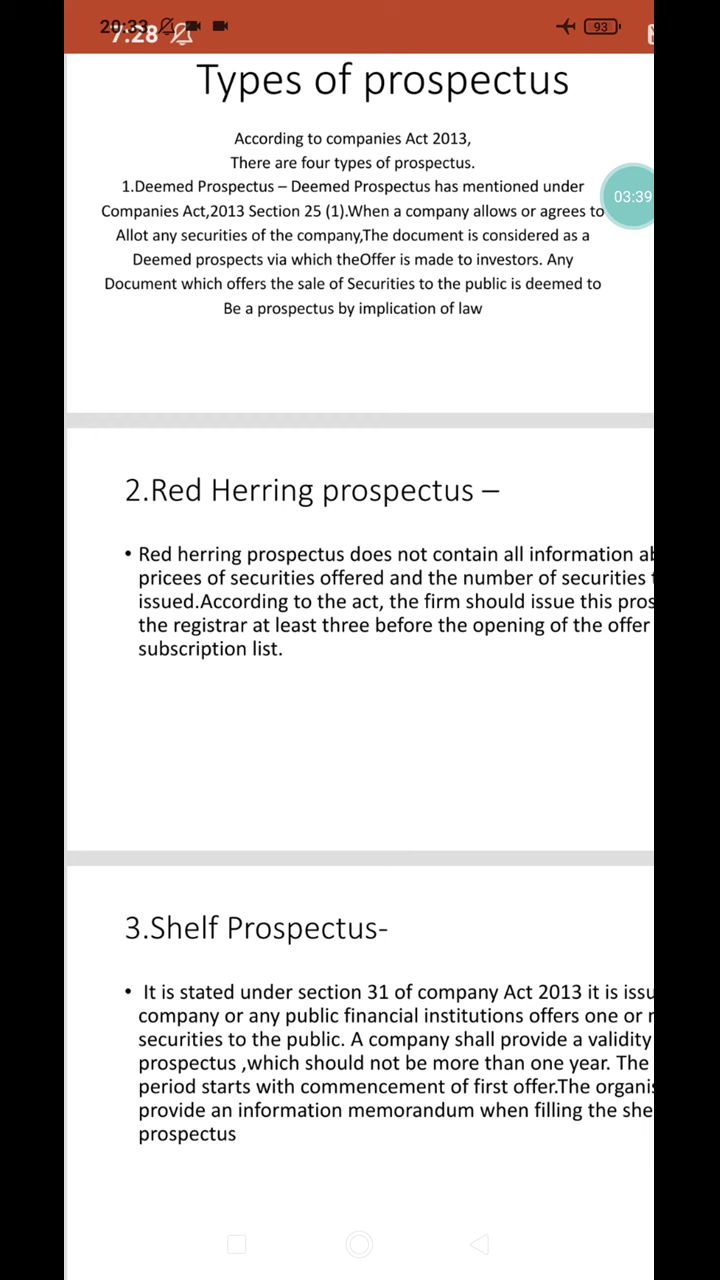 20:33
7:28
93
Types of prospectus
According to companies Act 2013,
There are four types of prospectus.
1.Deemed Prospectus – Deemed Prospectus has mentioned under
03:39
Companies Act,2013 Section 25 (1).When a company allows or agrees to
Allot any securities of the company,The document is considered as a
Deemed prospects via which theOffer is made to investors. Any
Document which offers the sale of Securities to the public is deemed to
Be a prospectus by implication of law
2.Red Herring prospectus –
• Red herring prospectus does not contain all information
pricees of securities offered and the number of securities
issued.According to the act, the firm should issue this pros
the registrar at least three before the opening of the offer
subscription list.
3.Shelf Prospectus-
• It is stated under section 31 of company Act 2013 it is issu
company or any public financial institutions offers one or
securities to the public. A company shall provide a validity
prospectus ,which should not be more than one year. The
period starts with commencement of first offer.The organis
provide an information memorandum when filling the she
prospectus